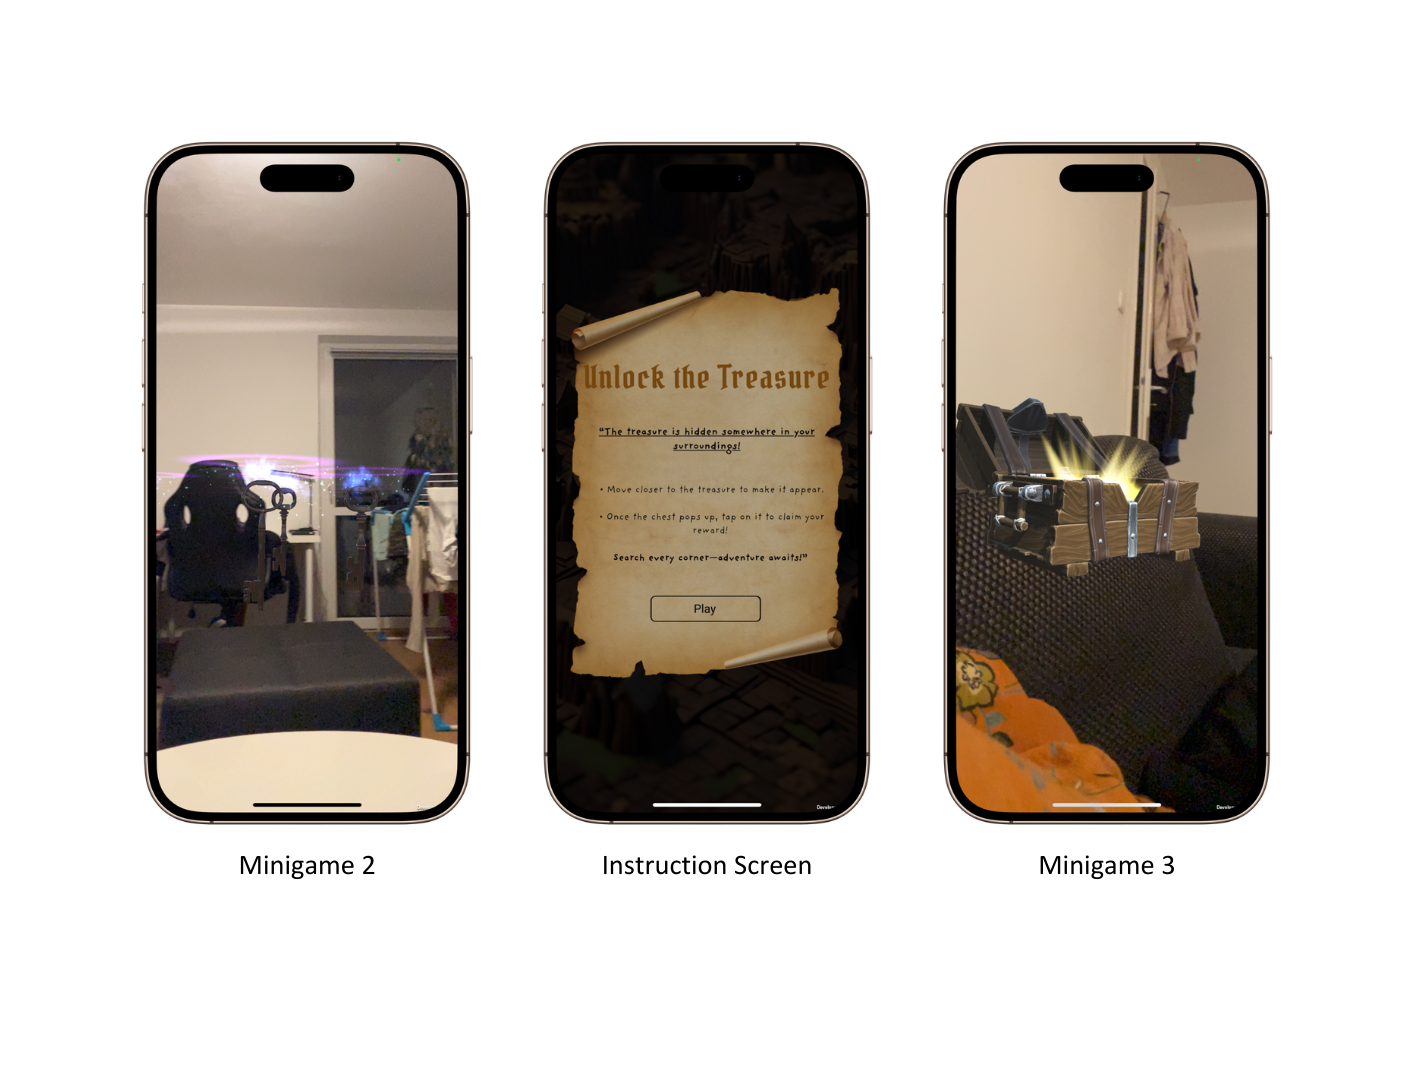 Unlock the Treasure
“The treasure is hidden somewhere in your
surroundings!
• Move closer to the treasure to make it appear.
• Once the chest pops up, tap on it to claim your
reward!
Search every corner—adventure awaits!”
Play
Minigame 2
Instruction Screen
Minigame 3